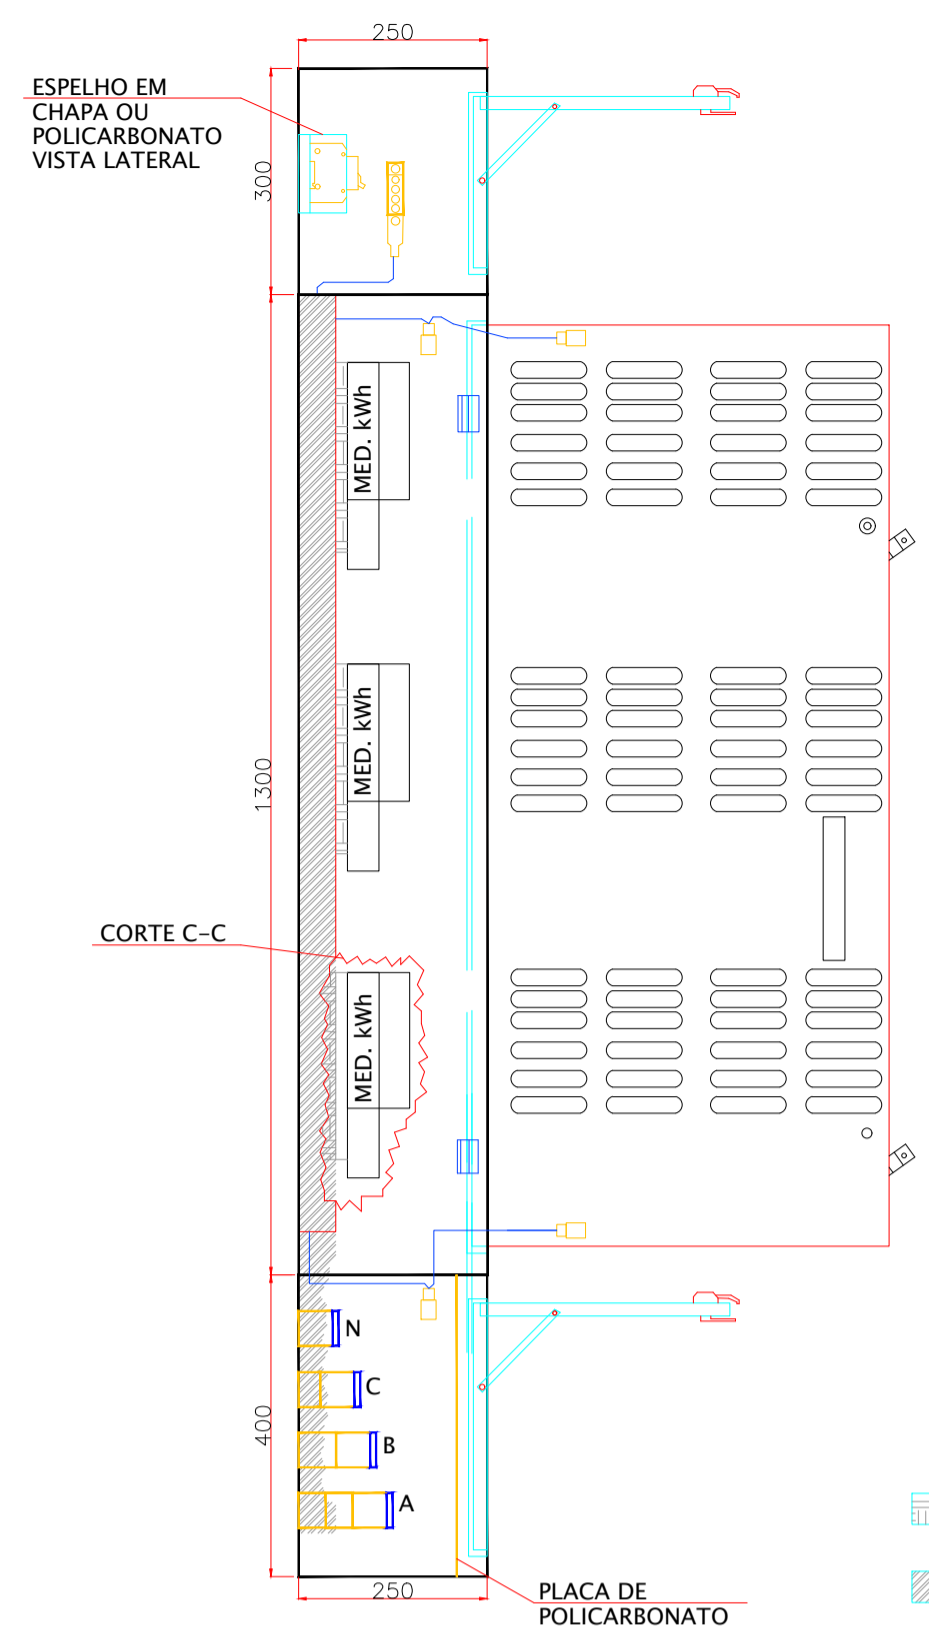 250
ESPELHO EM
CHAPA OU
POLICARBONATO
VISTA LATERAL
300
MED. kWh
MED. kWh
1300
CORTE C-C
MED. kWh
N
C
B
A
400
250
PLACA DE
POLICARBONATO